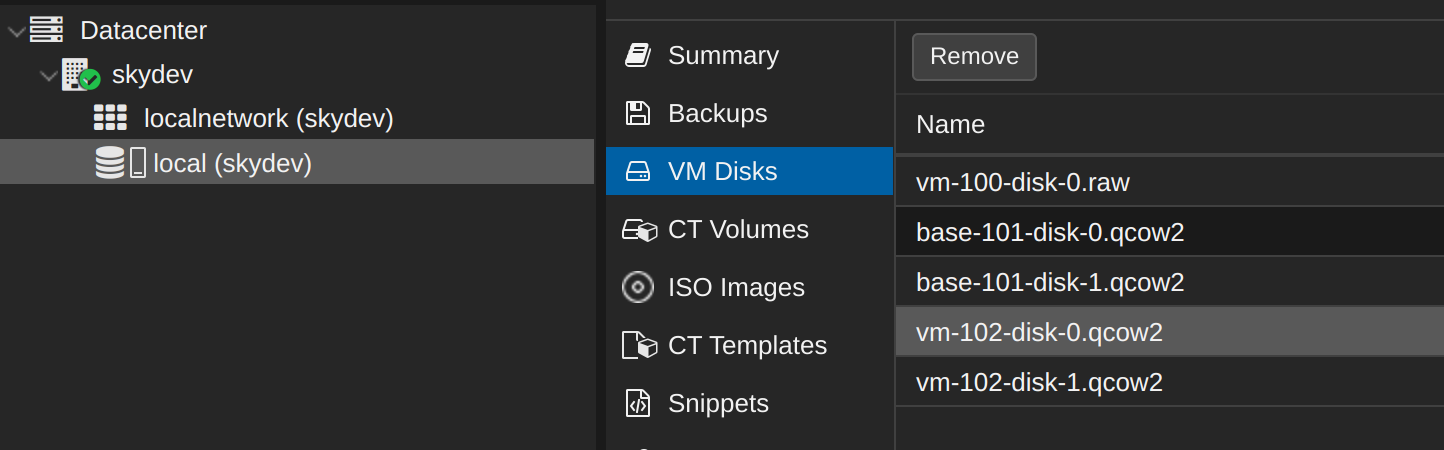 Datacenter
skydev
localnetwork (skydev)
local (skydev)
Summary
Backups
VM Disks
CT Volumes
ISO Images
CT Templates
Snippets
Remove
Name
vm-100-disk-0.raw
base-101-disk-0.qcow2
base-101-disk-1.qcow2
vm-102-disk-0.qcow2
vm-102-disk-1.qcow2